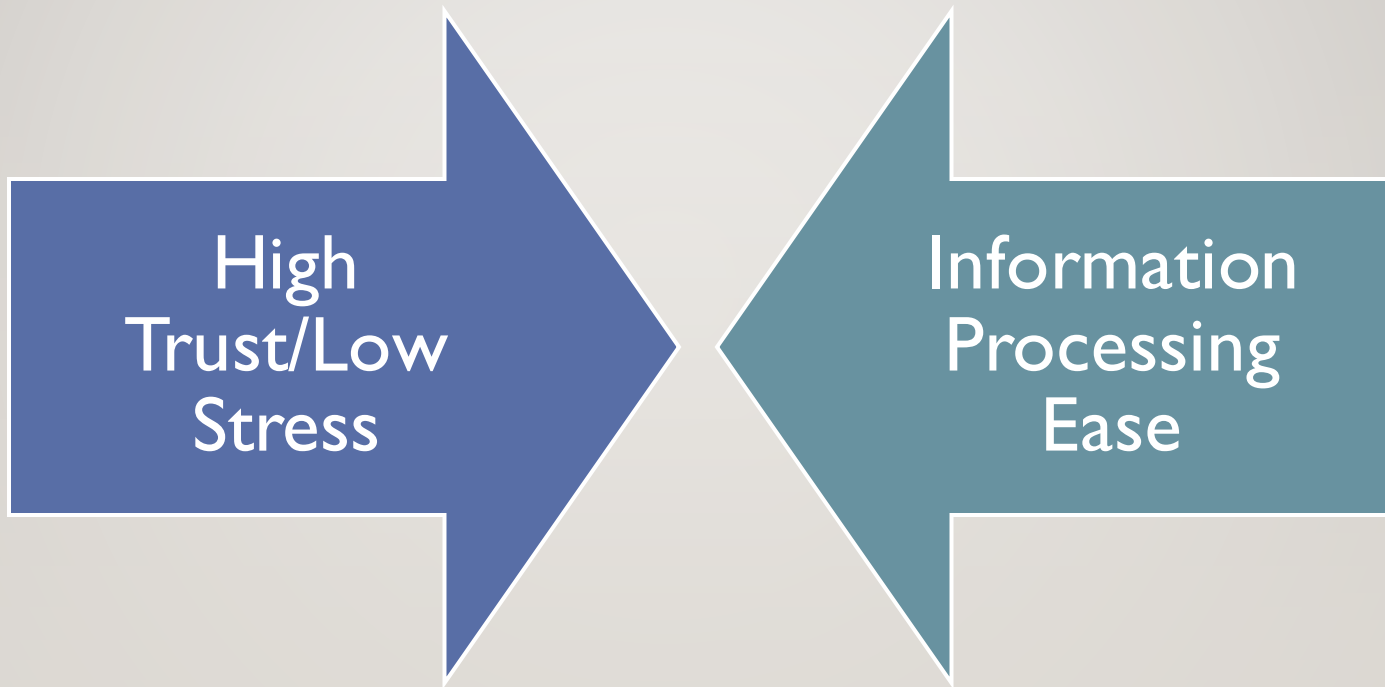 High
Trust/Low
Stress
Information
Processing
Ease